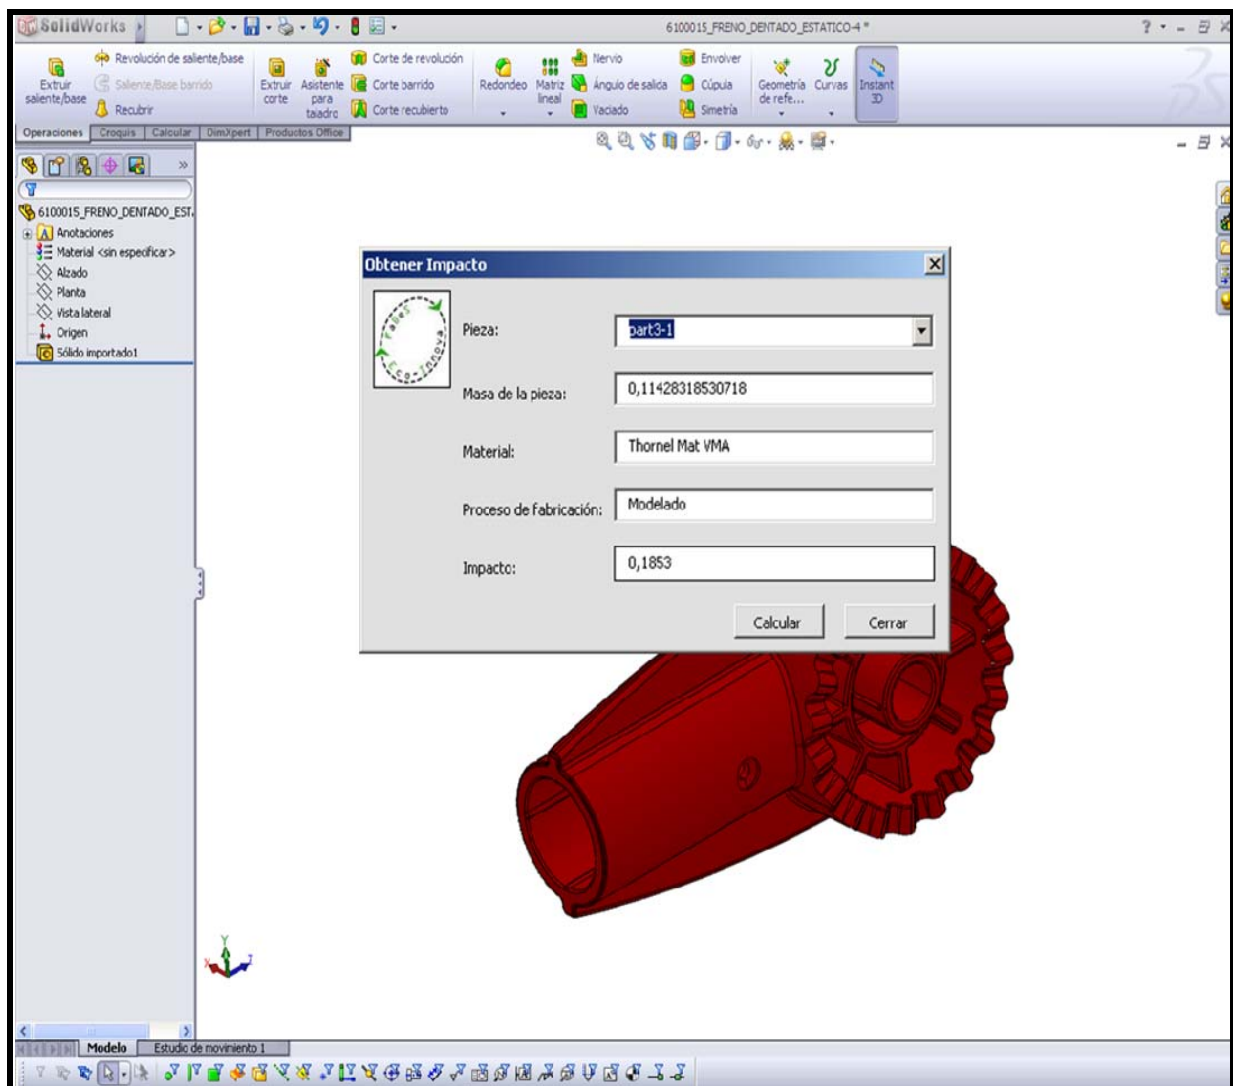 SolidWorks
6100015_FRENO_DENTADO_ESTATICO-4 *
Extruir saliente/base
Revolución de saliente/base
Saliente/Base barrido
Recubrir
Extruir corte
Asistente para taladro
Corte de revolución
Corte barrido
Corte recubierto
Redondeo
Matriz lineal
Nervio
Ángulo de salida
Vaciado
Envolver
Cúpula
Simetría
Geometría de refe...
Curvas
Instant 3D
Operaciones Croquis Calcular DimXpert Productos Office
6100015_FRENO_DENTADO_EST.
Anotaciones
Material <sin especificar>
Alzado
Planta
Vista lateral
Origen
Sólido importado1
Obtener Impacto
FaBeS Eco-Innova
Pieza: part3-1
Masa de la pieza: 0,11428318530718
Material: Thornel Mat VMA
Proceso de fabricación: Modelado
Impacto: 0,1853
Calcular Cerrar
Y
X Z
Modelo Estudio de movimiento 1